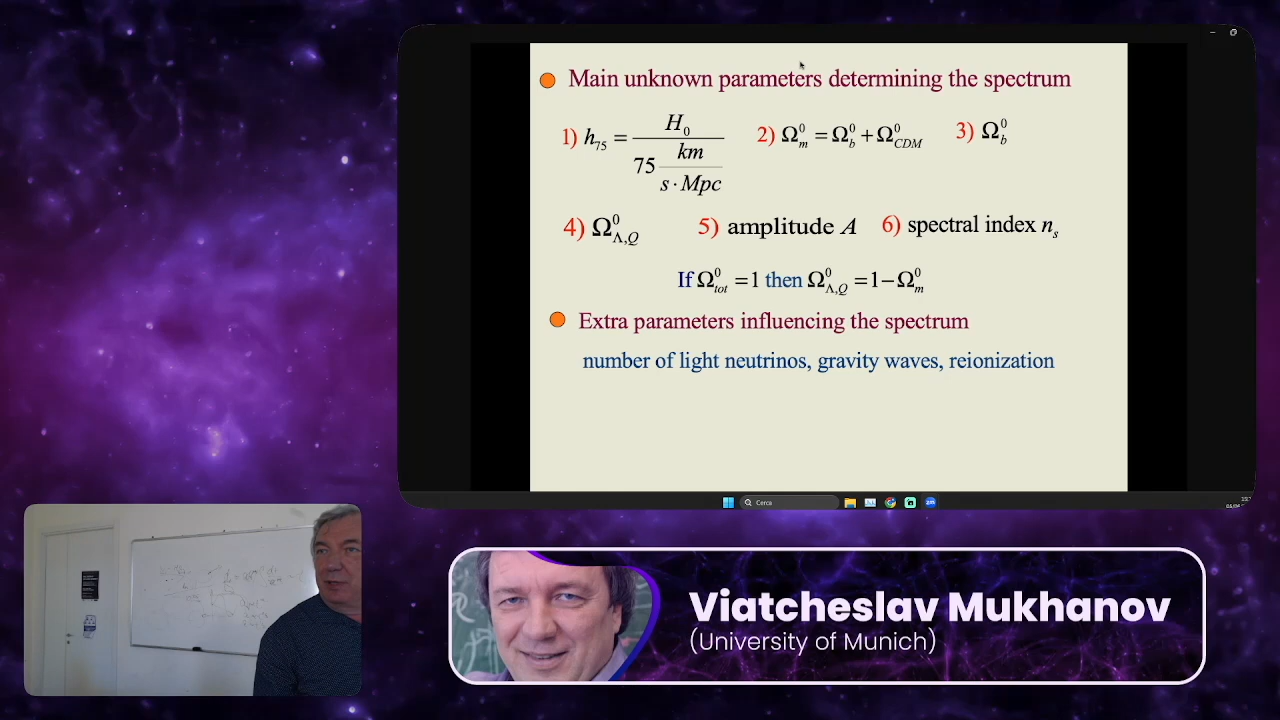 Main unknown parameters determining the spectrum
1) h₇₅ = H₀ / 75 km / s · Mpc
2) Ω⁰ₘ = Ω⁰_b + Ω⁰_CDM
3) Ω⁰_b
4) Ω⁰_Λ,Q
5) amplitude A
6) spectral index nₛ
If Ω⁰_tot = 1 then Ω⁰_Λ,Q = 1 − Ω⁰ₘ
Extra parameters influencing the spectrum
number of light neutrinos, gravity waves, reionization
Cerca
zm
Viatcheslav Mukhanov
(University of Munich)